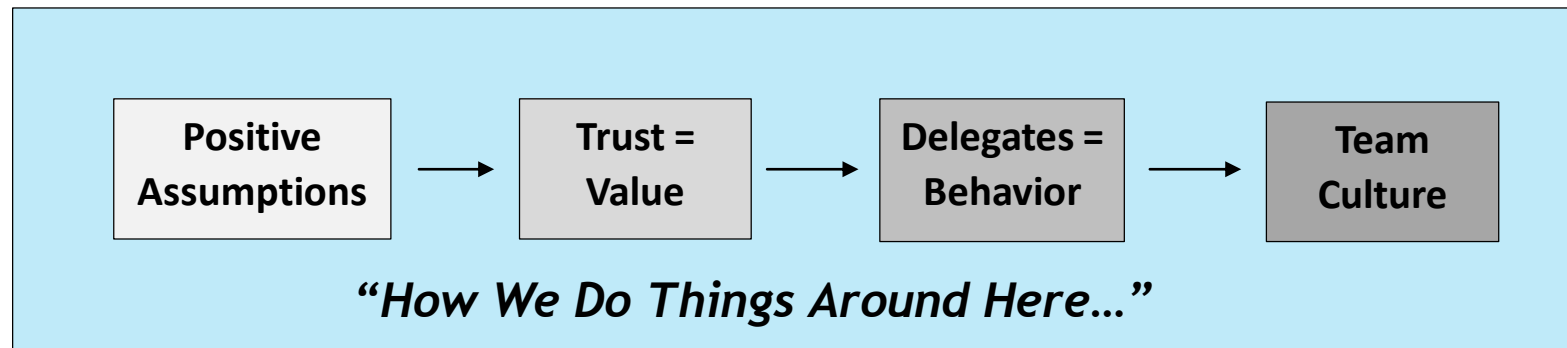 Positive
Assumptions
Trust =
Value
Delegates =
Behavior
Team
Culture
“How We Do Things Around Here…”